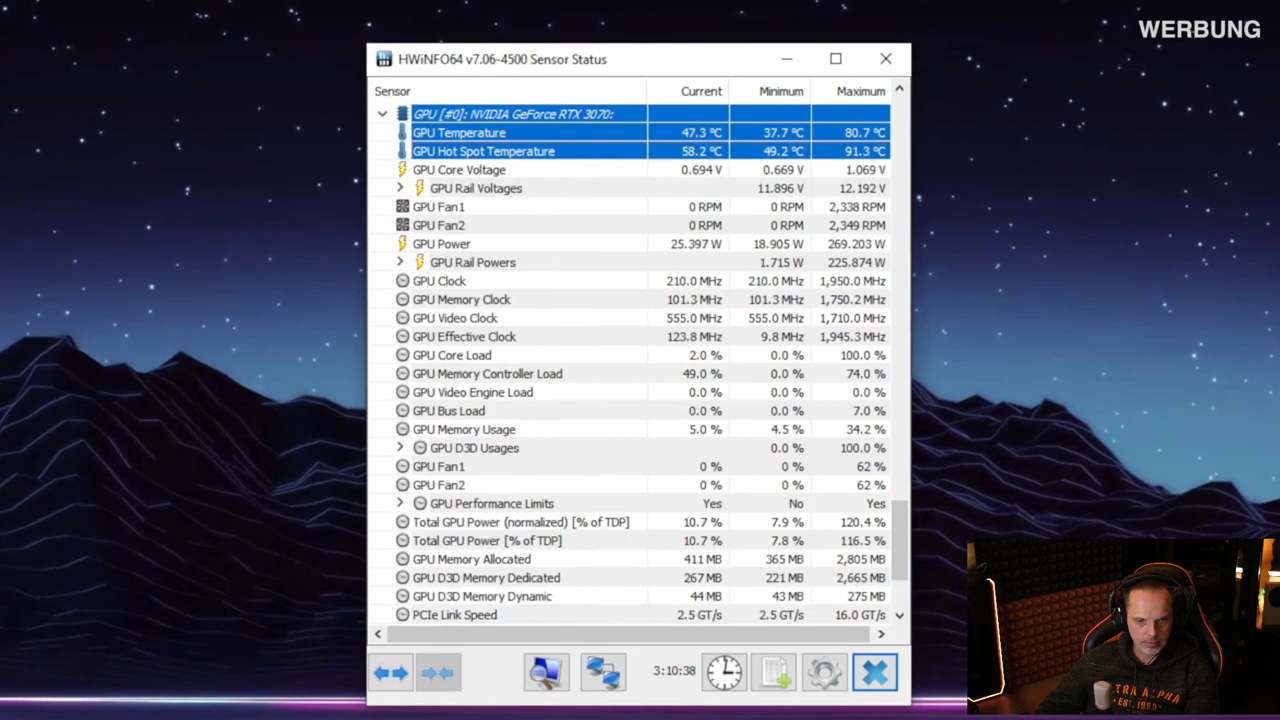 WERBUNG
HWiNFO64 v7.06-4500 Sensor Status
Sensor Current Minimum Maximum
GPU [#0]: NVIDIA GeForce RTX 3070:
GPU Temperature 47.3 ºC 37.7 ºC 80.7 ºC
GPU Hot Spot Temperature 58.2 ºC 49.2 ºC 91.3 ºC
GPU Core Voltage 0.694 V 0.669 V 1.069 V
GPU Rail Voltages 11.896 V 12.192 V
GPU Fan1 0 RPM 0 RPM 2,338 RPM
GPU Fan2 0 RPM 0 RPM 2,349 RPM
GPU Power 25.397 W 18.905 W 269.203 W
GPU Rail Powers 1.715 W 225.874 W
GPU Clock 210.0 MHz 210.0 MHz 1,950.0 MHz
GPU Memory Clock 101.3 MHz 101.3 MHz 1,750.2 MHz
GPU Video Clock 555.0 MHz 555.0 MHz 1,710.0 MHz
GPU Effective Clock 123.8 MHz 9.8 MHz 1,945.3 MHz
GPU Core Load 2.0 % 0.0 % 100.0 %
GPU Memory Controller Load 49.0 % 0.0 % 74.0 %
GPU Video Engine Load 0.0 % 0.0 % 0.0 %
GPU Bus Load 0.0 % 0.0 % 7.0 %
GPU Memory Usage 5.0 % 4.5 % 34.2 %
GPU D3D Usages 0.0 % 100.0 %
GPU Fan1 0 % 0 % 62 %
GPU Fan2 0 % 0 % 62 %
GPU Performance Limits Yes No Yes
Total GPU Power (normalized) [% of TDP] 10.7 % 7.9 % 120.4 %
Total GPU Power [% of TDP] 10.7 % 7.8 % 116.5 %
GPU Memory Allocated 411 MB 365 MB 2,805 MB
GPU D3D Memory Dedicated 267 MB 221 MB 2,665 MB
GPU D3D Memory Dynamic 44 MB 43 MB 275 MB
PCIe Link Speed 2.5 GT/s 2.5 GT/s 16.0 GT/s
3:10:38
TRA ALPHA
EST.1990